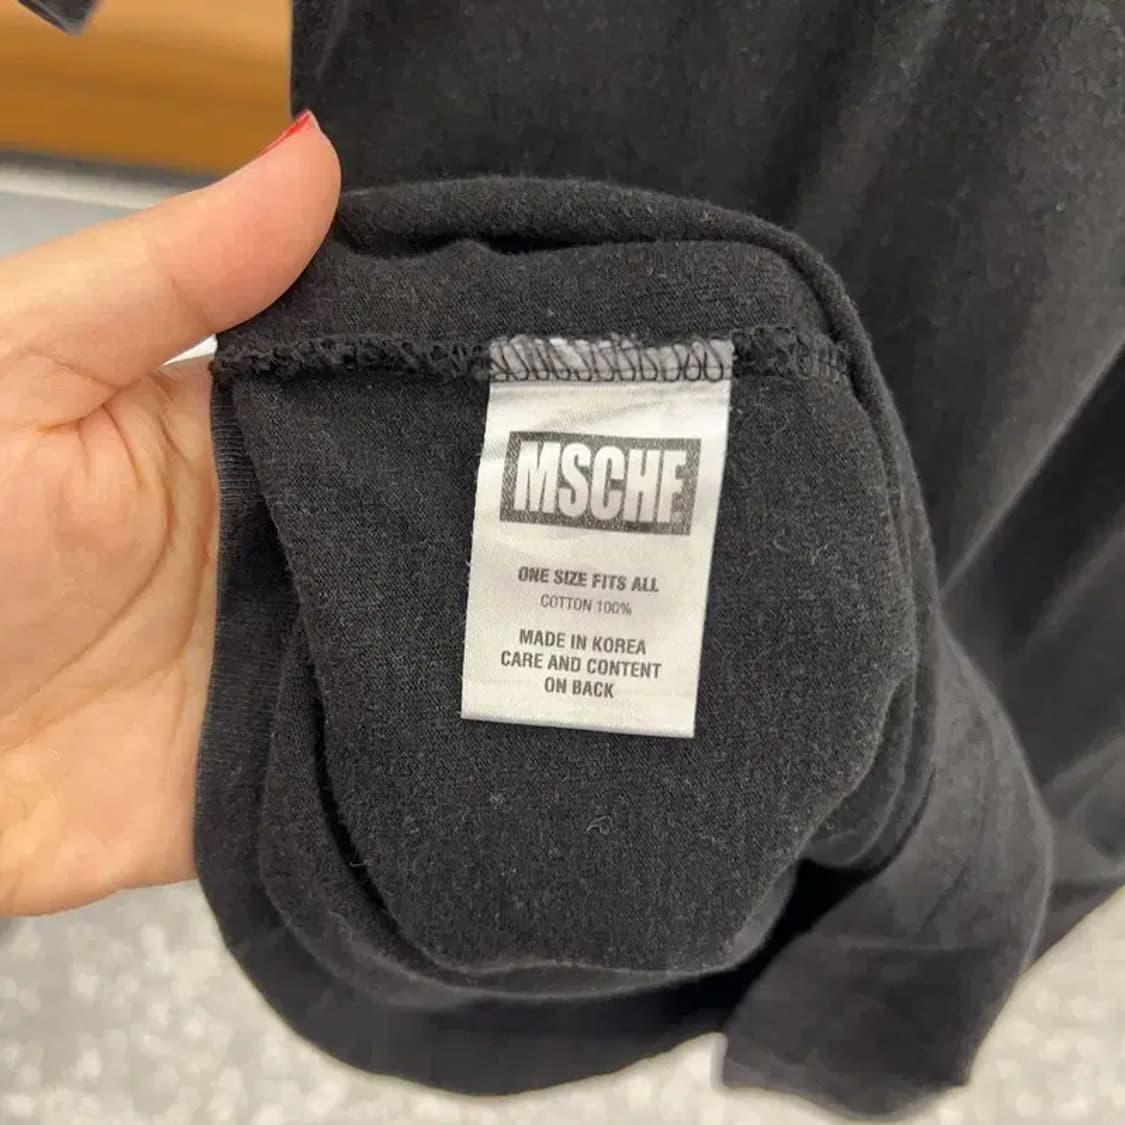 MSCHF
ONE SIZE FITS ALL
COTTON 100%
MADE IN KOREA
CARE AND CONTENT
ON BACK